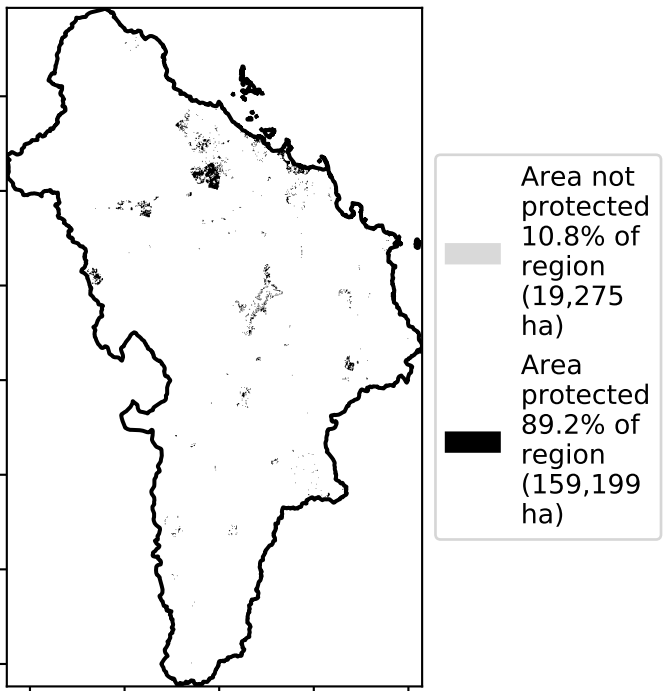 Area not
protected
10.8% of
region
(19,275
ha)
Area
protected
89.2% of
region
(159,199
ha)